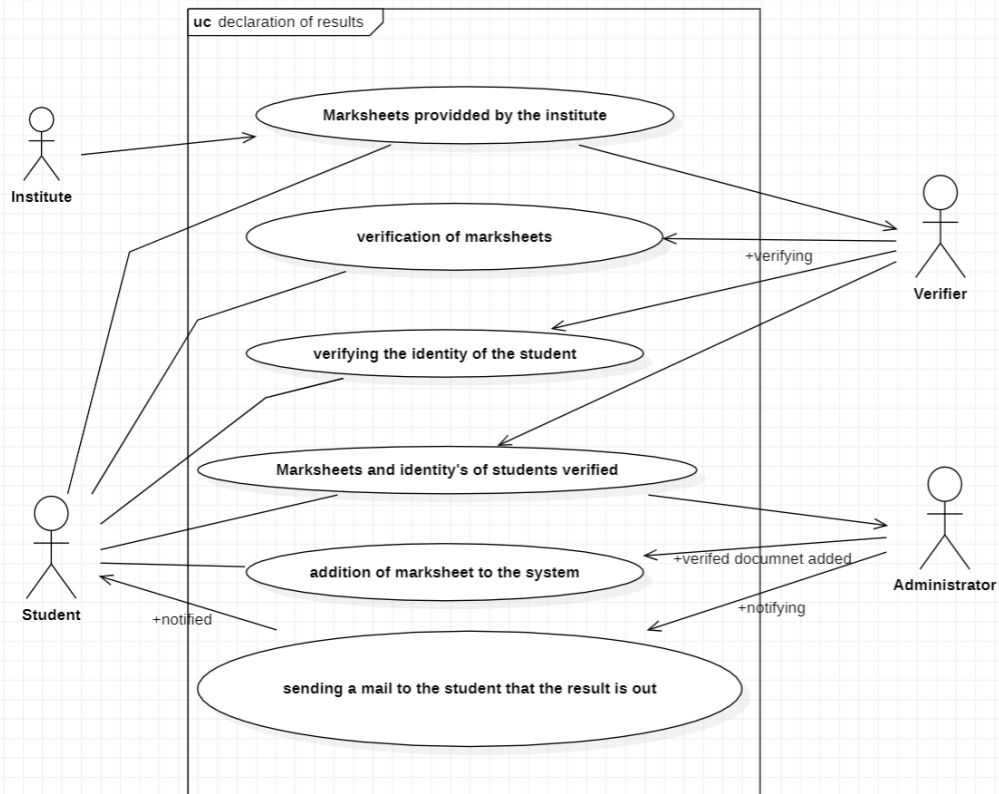 uc declaration of results
Marksheets providded by the institute
Institute
verification of marksheets
+verifying
Verifier
verifying the identity of the student
Marksheets and identity's of students verified
+verifed documnet added
addition of marksheet to the system
Administrator
+notifying
Student
+notified
sending a mail to the student that the result is out